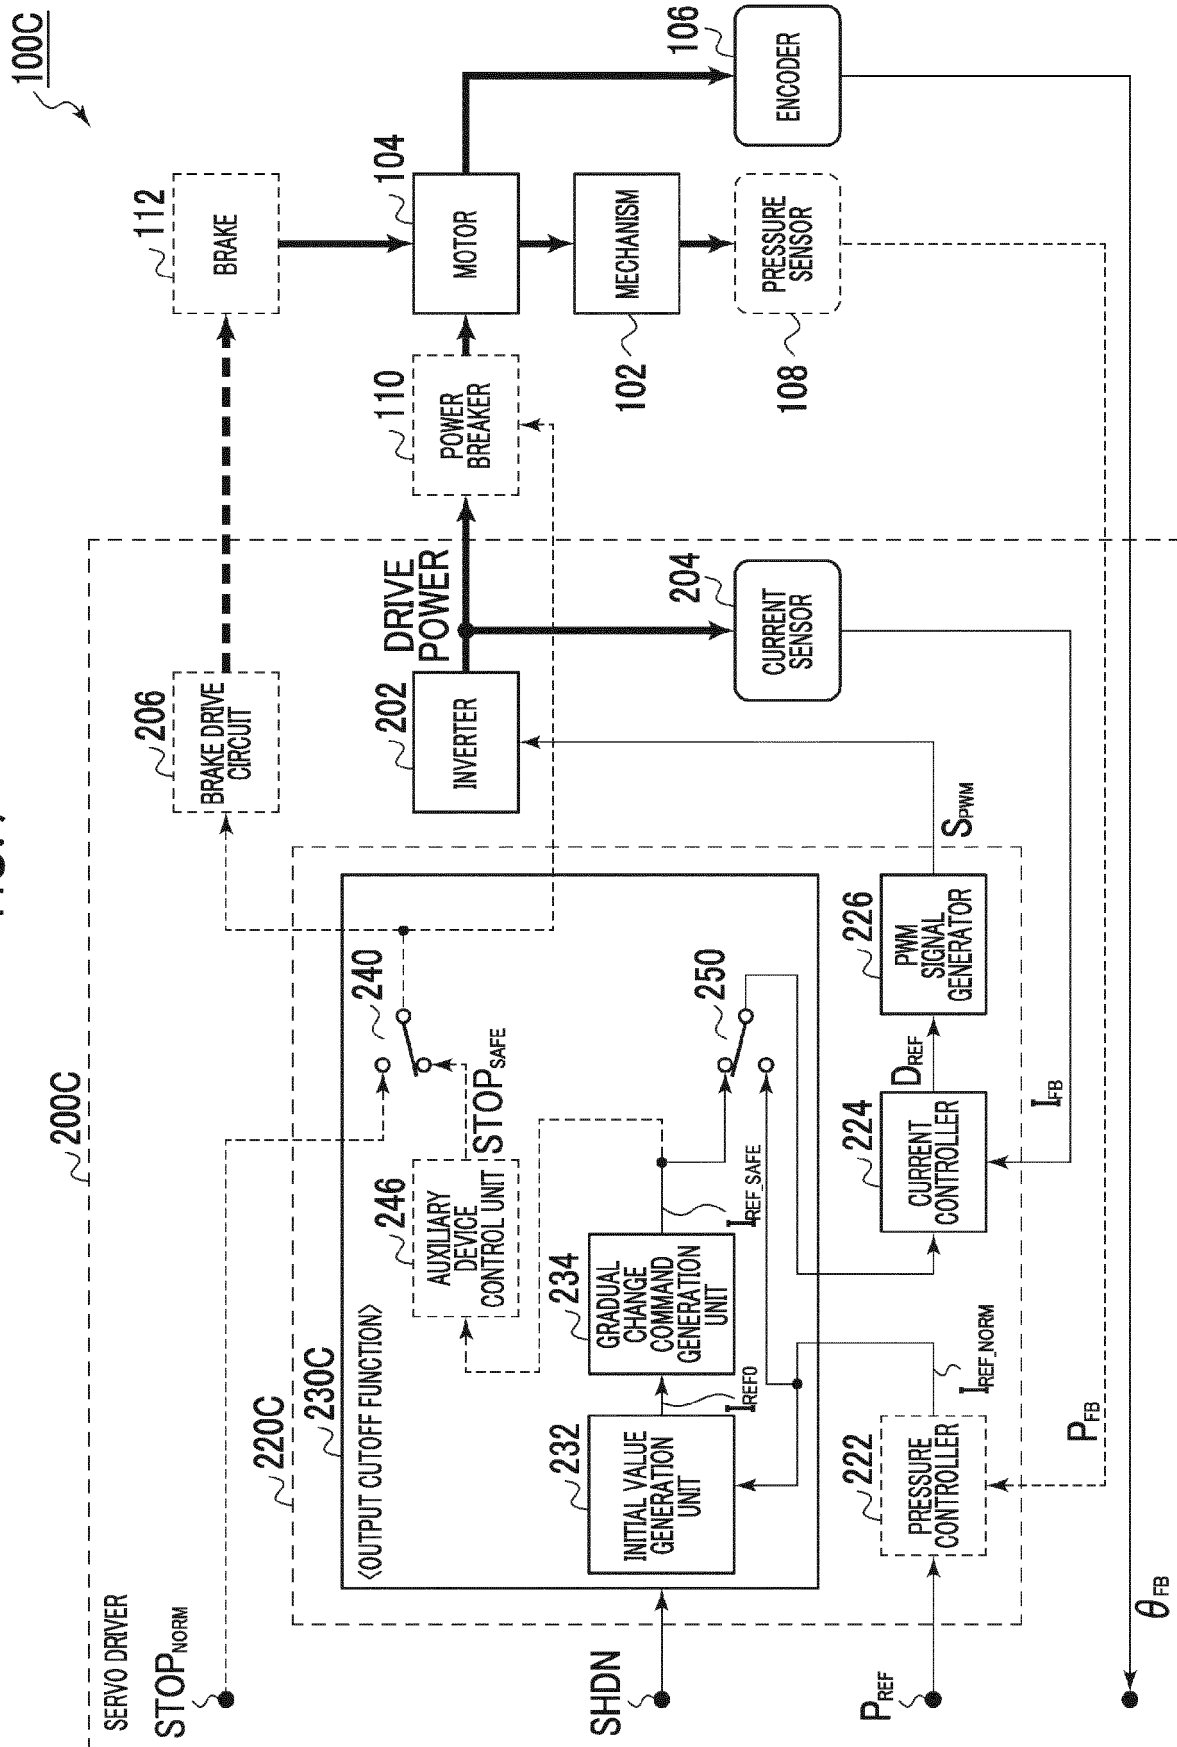 100C
200C
SERVO DRIVER
STOPNORM
206
BRAKE DRIVE
CIRCUIT
112
BRAKE
220C
230C
<OUTPUT CUTOFF FUNCTION>
240
246
AUXILIARY
DEVICE
CONTROL UNIT
STOPSAFE
202
INVERTER
DRIVE
POWER
110
POWER
BREAKER
104
MOTOR
SHDN
232
INITIAL VALUE
GENERATION
UNIT
IREF0
234
GRADUAL
CHANGE
COMMAND
GENERATION
UNIT
IREF_SAFE
250
102
MECHANISM
204
CURRENT
SENSOR
108
PRESSURE
SENSOR
106
ENCODER
PREF
222
PRESSURE
CONTROLLER
IREF_NORM
224
CURRENT
CONTROLLER
DREF
226
PWM
SIGNAL
GENERATOR
SPWM
IFB
PFB
θFB